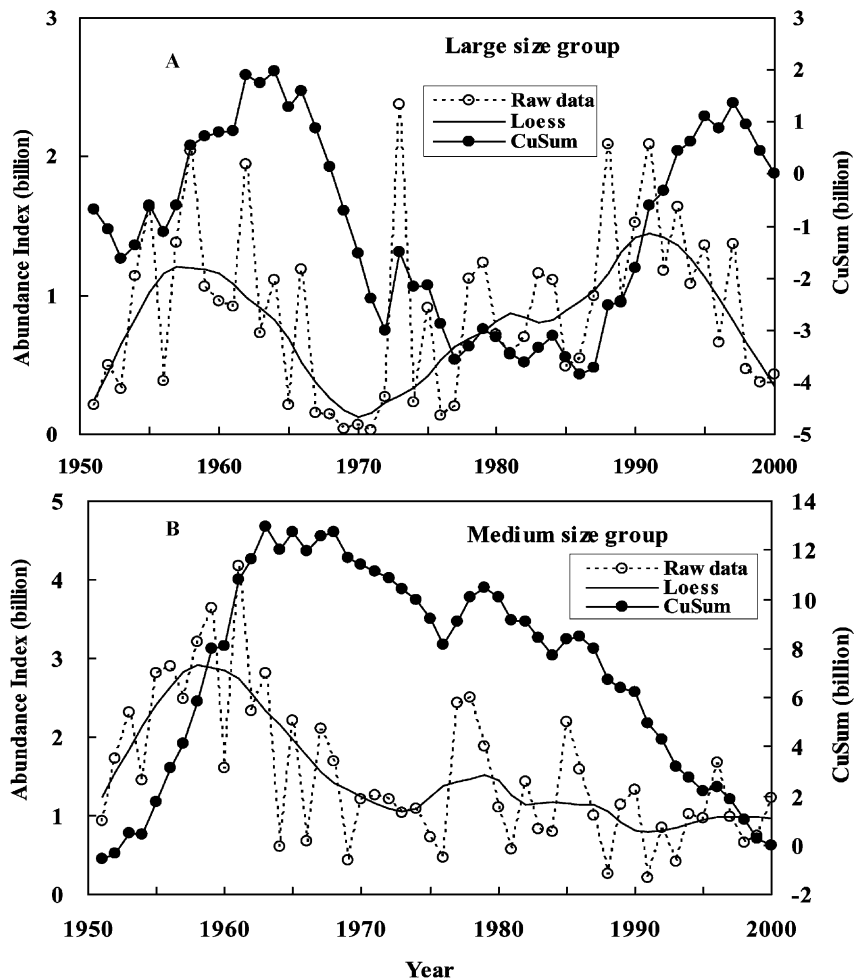 A
Large size group
Raw data
Loess
CuSum
Abundance Index (billion)
3
2
1
0
CuSum (billion)
3
2
1
0
-1
-2
-3
-4
-5
1950
1960
1970
1980
1990
2000
B
Medium size group
Raw data
Loess
CuSum
Abundance Index (billion)
5
4
3
2
1
0
CuSum (billion)
14
12
10
8
6
4
2
0
-2
1950
1960
1970
1980
1990
2000
Year